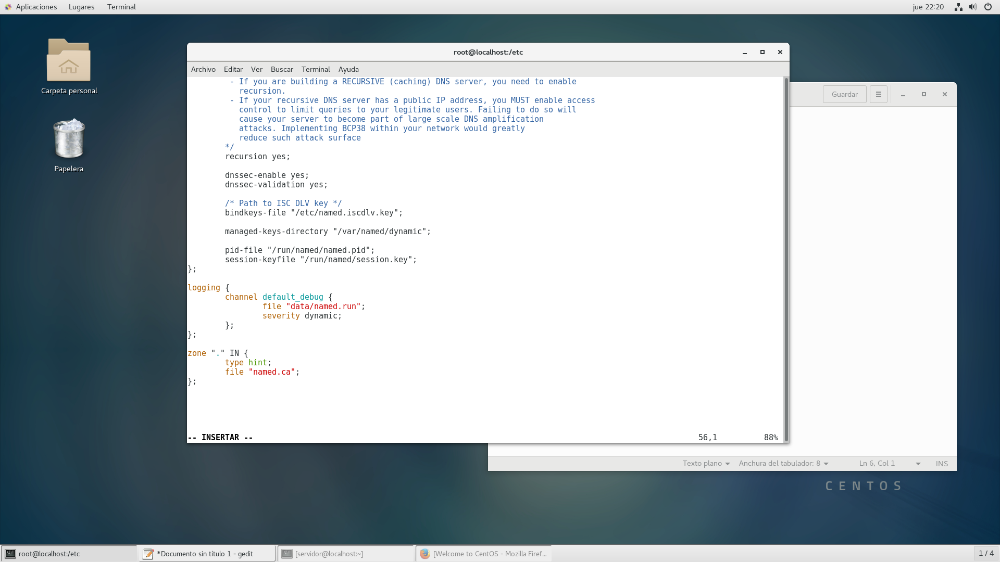 Aplicaciones Lugares Terminal jue 22:20
Carpeta personal
Papelera
root@localhost:/etc
Archivo Editar Ver Buscar Terminal Ayuda
- If you are building a RECURSIVE (caching) DNS server, you need to enable
recursion.
- If your recursive DNS server has a public IP address, you MUST enable access
control to limit queries to your legitimate users. Failing to do so will
cause your server to become part of large scale DNS amplification
attacks. Implementing BCP38 within your network would greatly
reduce such attack surface
*/
recursion yes;
dnssec-enable yes;
dnssec-validation yes;
/* Path to ISC DLV key */
bindkeys-file "/etc/named.iscdlv.key";
managed-keys-directory "/var/named/dynamic";
pid-file "/run/named/named.pid";
session-keyfile "/run/named/session.key";
};
logging {
channel default_debug {
file "data/named.run";
severity dynamic;
};
};
zone "." IN {
type hint;
file "named.ca";
};
-- INSERTAR -- 56,1 88%
Guardar
Texto plano Anchura del tabulador: 8 Ln 6, Col 1 INS
CENTOS
root@localhost:/etc *Documento sin título 1 - gedit [servidor@localhost:~] [Welcome to CentOS - Mozilla Firef... 1 / 4